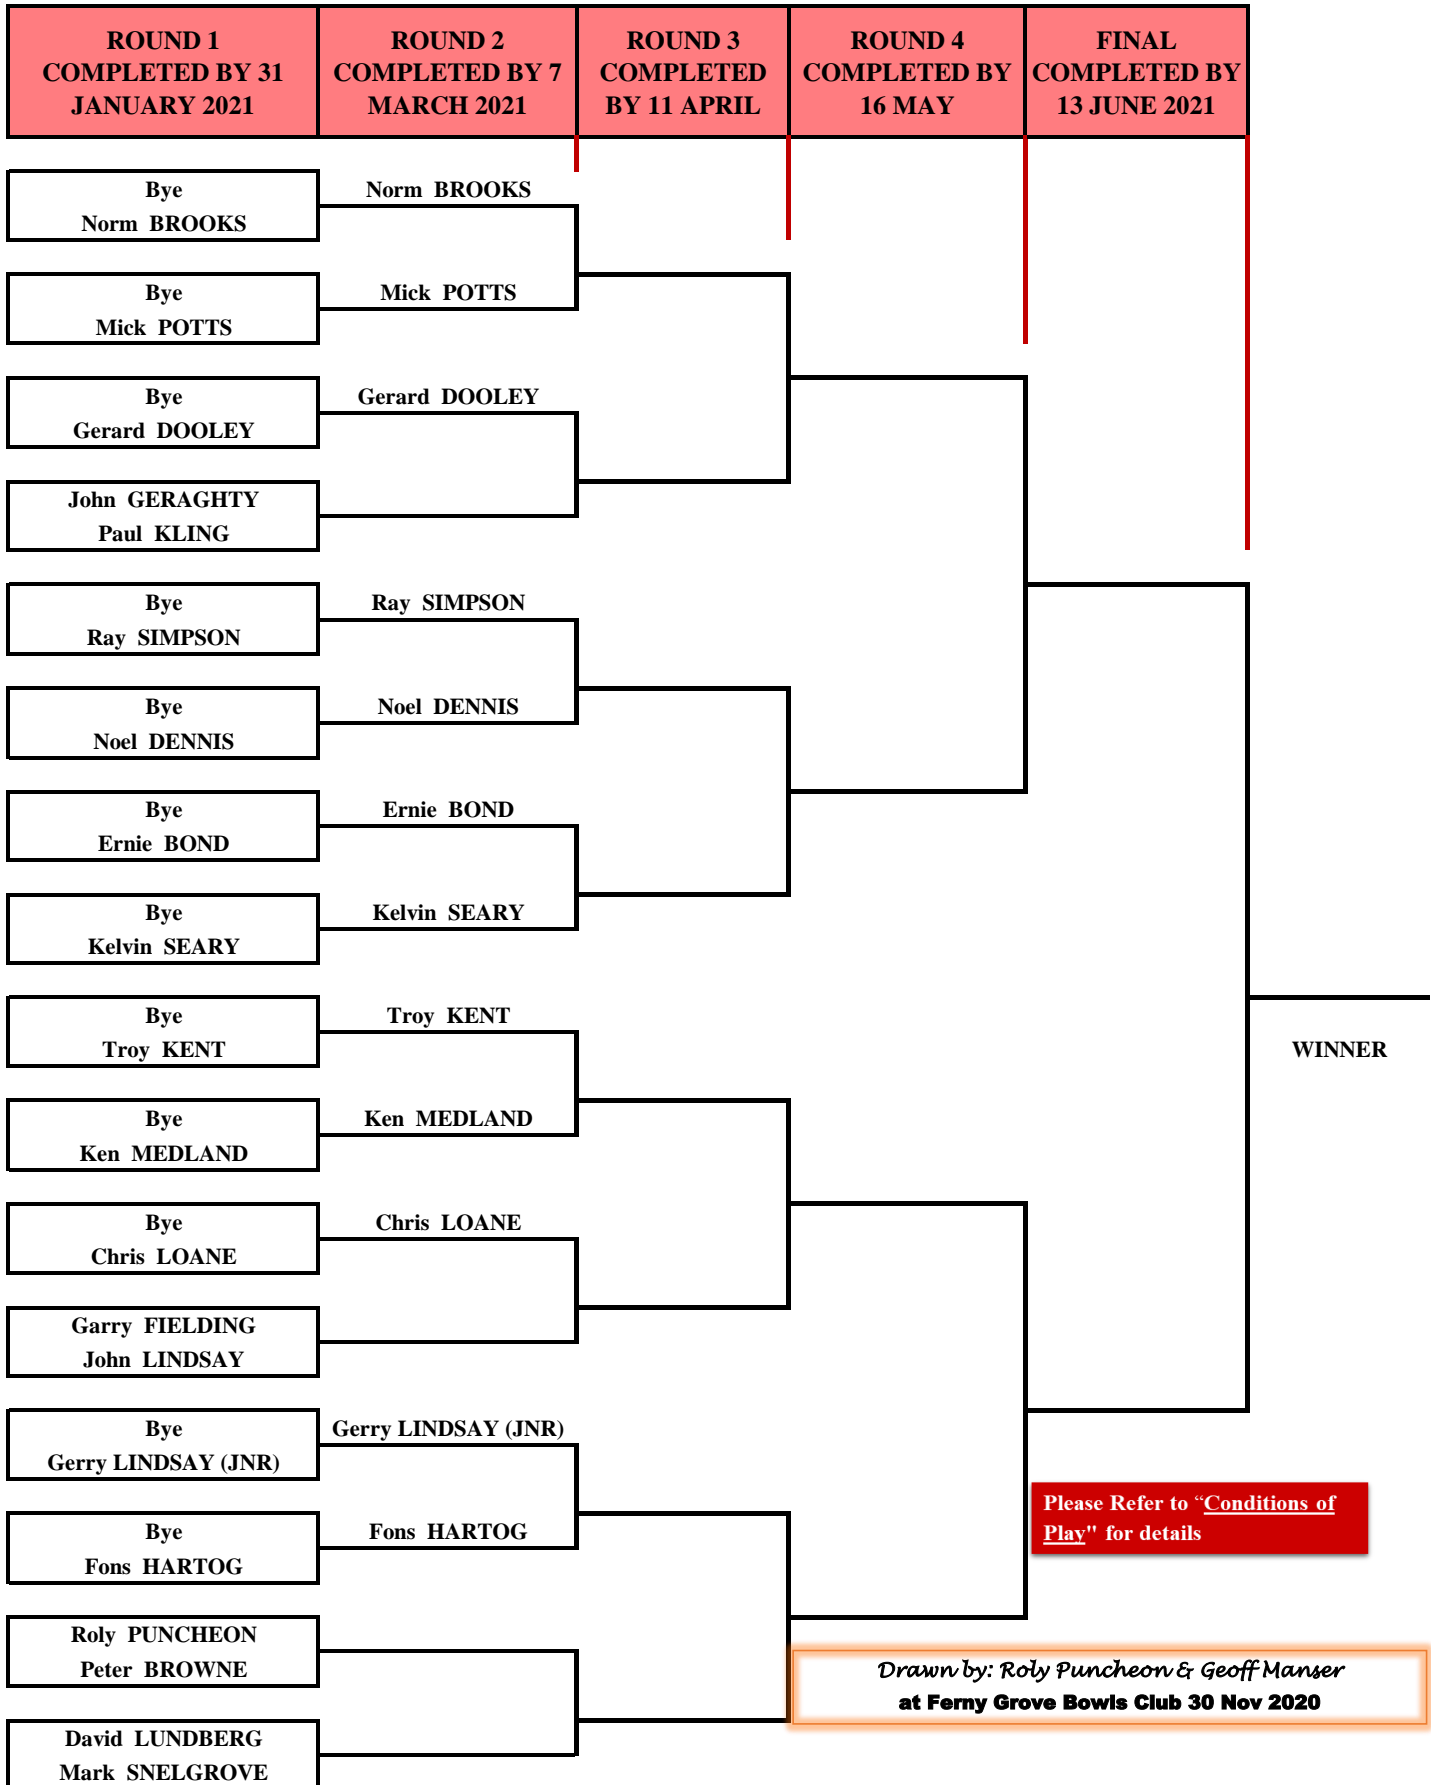 ROUND 1
COMPLETED BY 31
JANUARY 2021
ROUND 2
COMPLETED BY 7
MARCH 2021
ROUND 3
COMPLETED
BY 11 APRIL
ROUND 4
COMPLETED BY
16 MAY
FINAL
COMPLETED BY
13 JUNE 2021
Bye
Norm BROOKS
Bye
Mick POTTS
Bye
Gerard DOOLEY
John GERAGHTY
Paul KLING
Bye
Ray SIMPSON
Bye
Noel DENNIS
Bye
Ernie BOND
Bye
Kelvin SEARY
Bye
Troy KENT
Bye
Ken MEDLAND
Bye
Chris LOANE
Garry FIELDING
John LINDSAY
Bye
Gerry LINDSAY (JNR)
Bye
Fons HARTOG
Roly PUNCHEON
Peter BROWNE
David LUNDBERG
Mark SNELGROVE
Norm BROOKS
Mick POTTS
Gerard DOOLEY
Ray SIMPSON
Noel DENNIS
Ernie BOND
Kelvin SEARY
Troy KENT
Ken MEDLAND
Chris LOANE
Gerry LINDSAY (JNR)
Fons HARTOG
WINNER
Please Refer to “Conditions of
Play" for details
Drawn by: Roly Puncheon & Geoff Manser
at Ferny Grove Bowls Club 30 Nov 2020